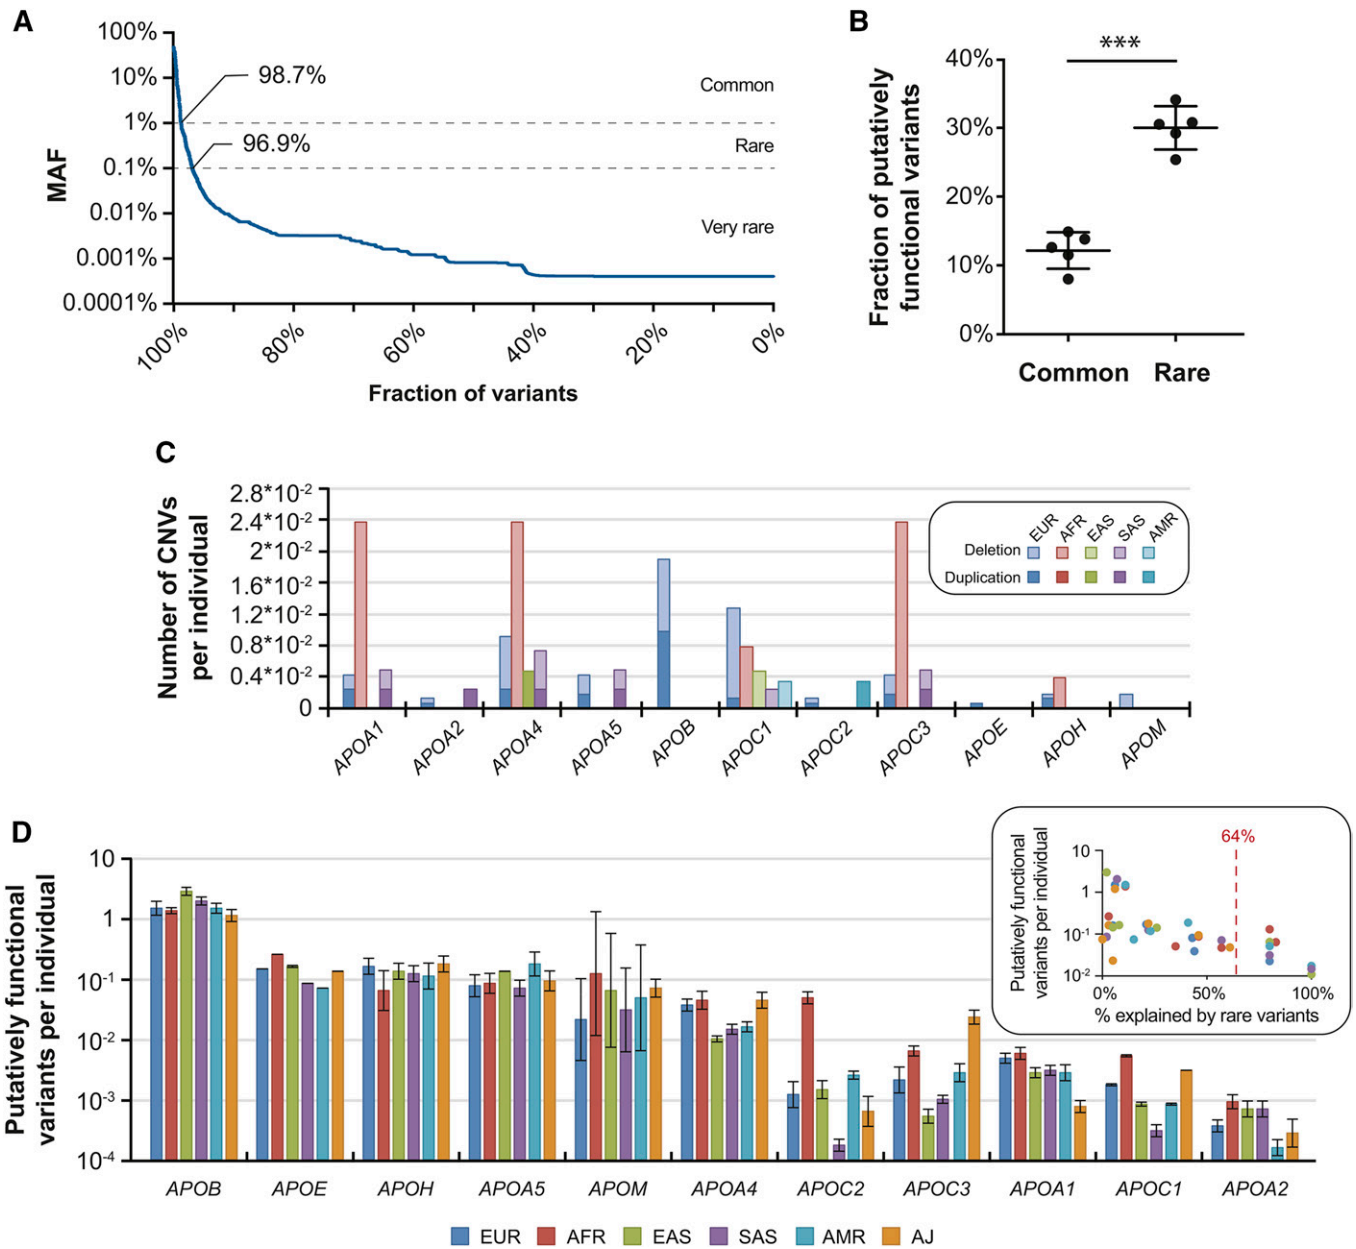 A
100%
10%
1%
0.1%
0.01%
0.001%
0.0001%
MAF
98.7%
96.9%
Common
Rare
Very rare
100%
80%
60%
40%
20%
0%
Fraction of variants
B
***
40%
30%
20%
10%
0%
Fraction of putatively
functional variants
Common Rare
C
Number of CNVs
per individual
2.8*10-2
2.4*10-2
2*10-2
1.6*10-2
1.2*10-2
0.8*10-2
0.4*10-2
0
EUR AFR EAS SAS AMR
Deletion
Duplication
APOA1 APOA2 APOA4 APOA5 APOB APOC1 APOC2 APOC3 APOE APOH APOM
D
Putatively functional
variants per individual
10
1
10-1
10-2
10-3
10-4
Putatively functional
variants per individual
64%
10
1
10-1
10-2
0% 50% 100%
% explained by rare variants
APOB APOE APOH APOA5 APOM APOA4 APOC2 APOC3 APOA1 APOC1 APOA2
EUR AFR EAS SAS AMR AJ